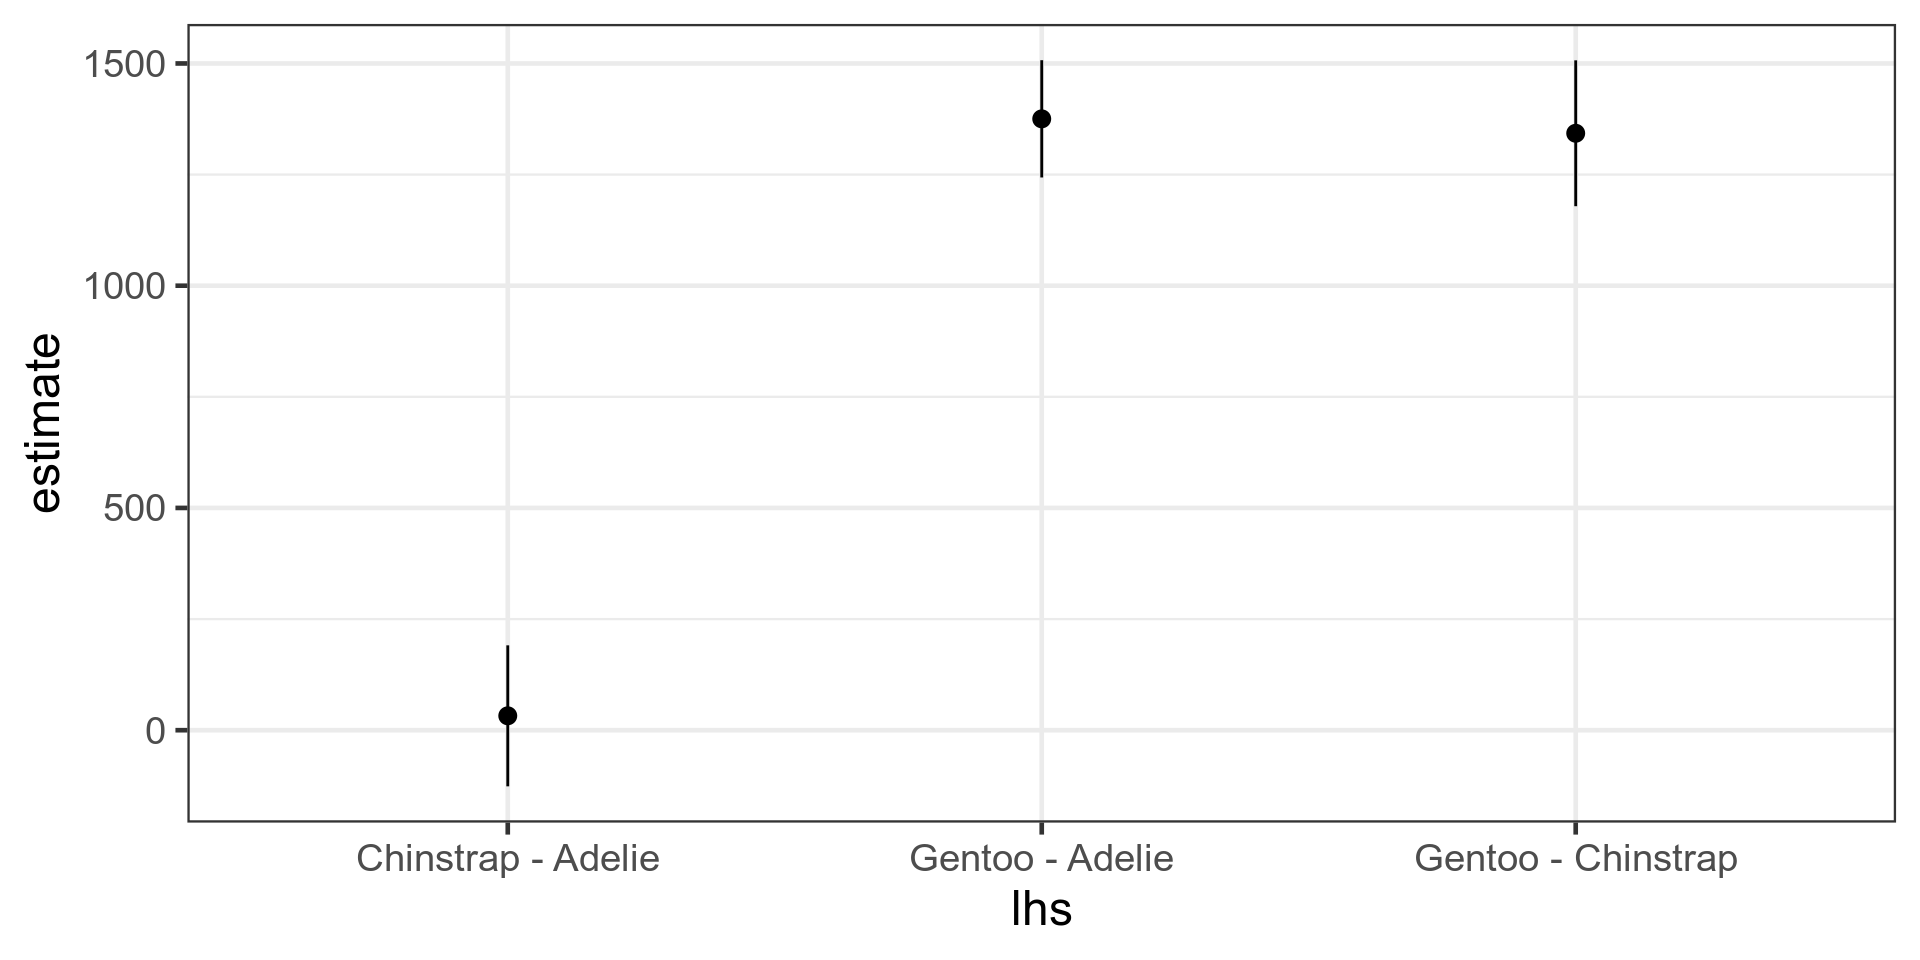 1500
1000
500
0
estimate
Chinstrap - Adelie
Gentoo - Adelie
Gentoo - Chinstrap
lhs